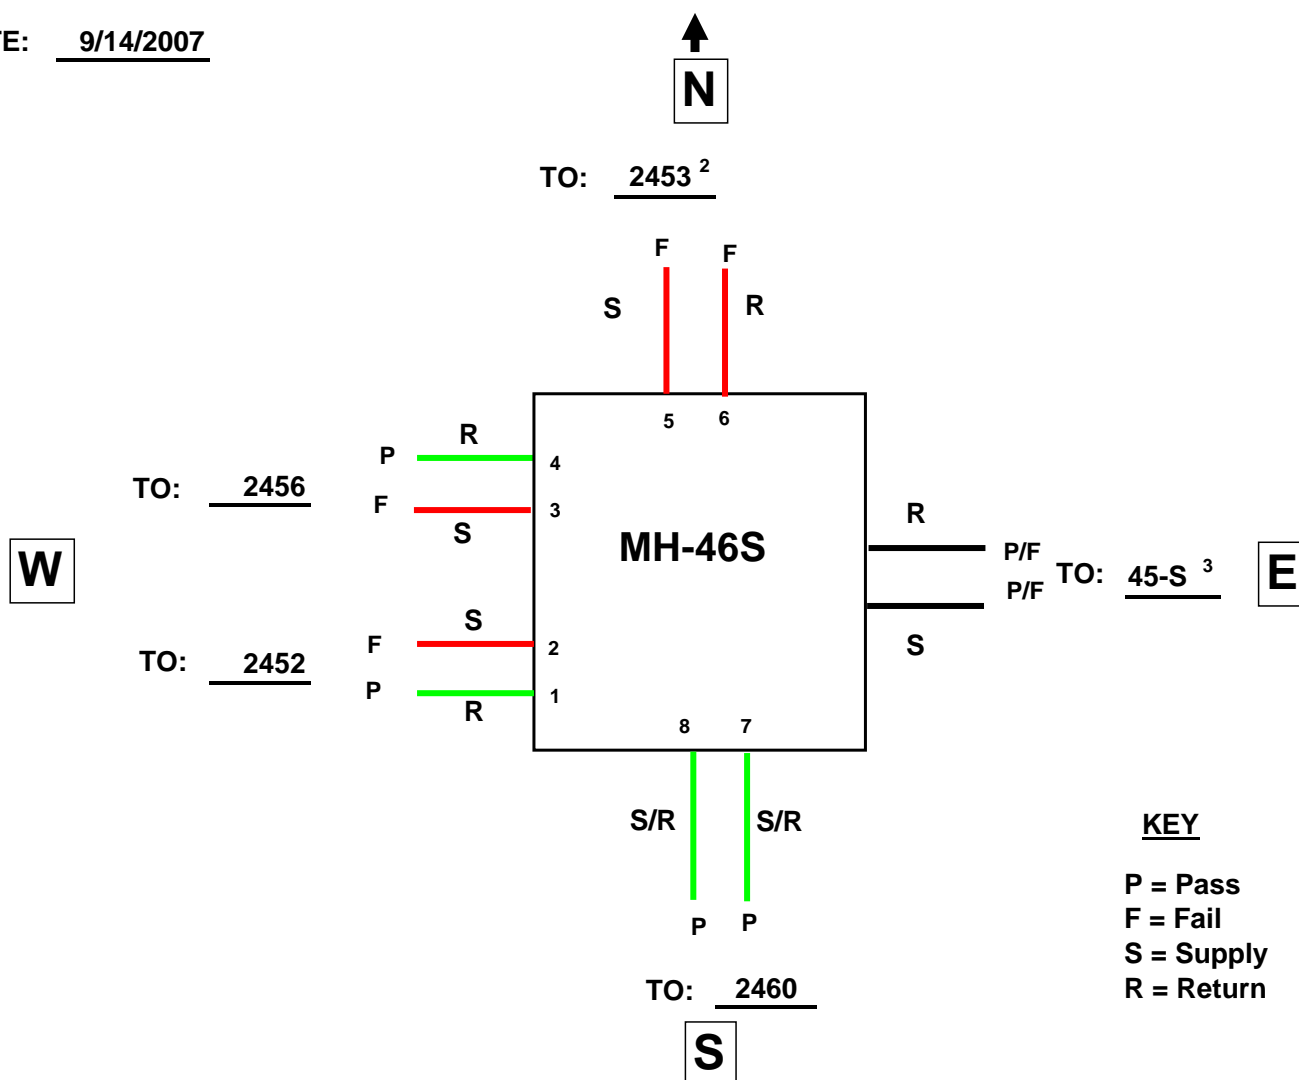 TE: 9/14/2007
N
TO: 2453 2
F F
S R
5 6
R
P 4
TO: 2456
F 3
S
MH-46S
R
P/F
TO: 45-S 3
P/F
W
E
S
F 2
TO: 2452
P 1
R
S
8 7
S/R S/R
P P
TO: 2460
S
KEY
P = Pass
F = Fail
S = Supply
R = Return